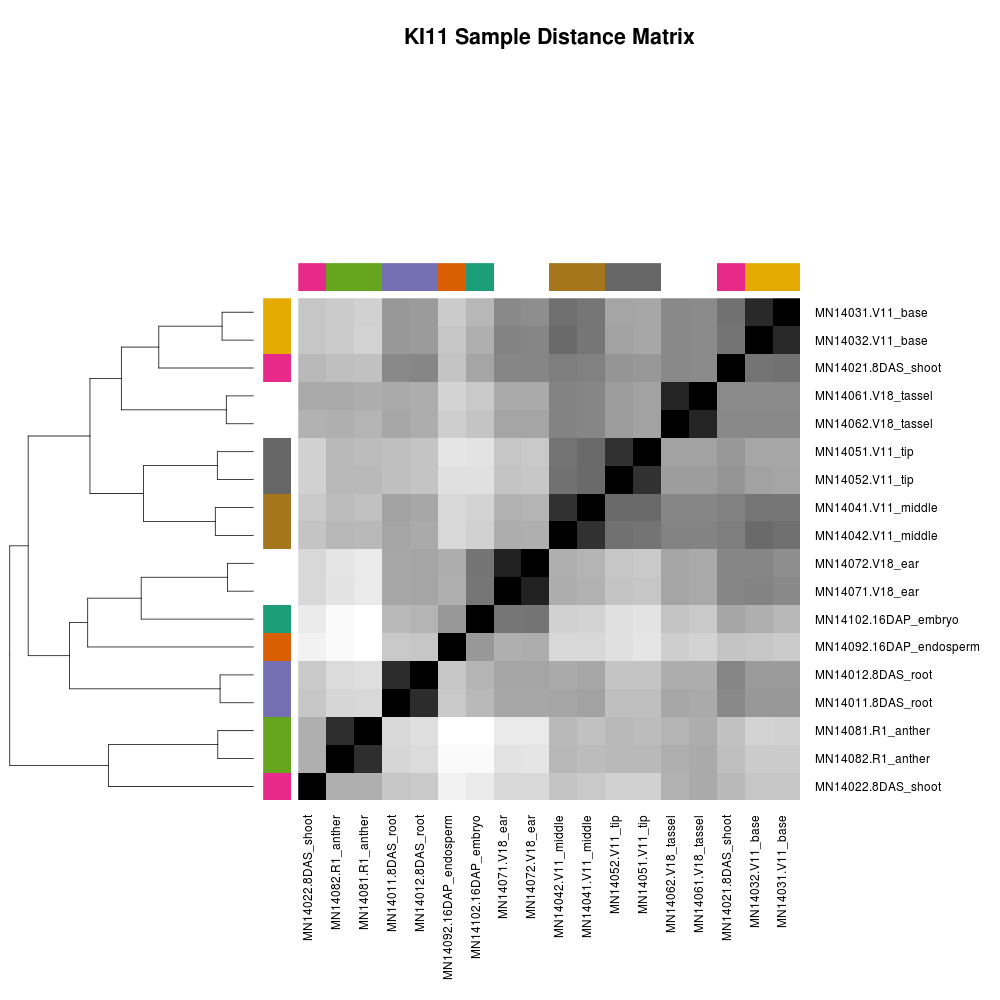 KI11 Sample Distance Matrix
MN14031.V11_base
MN14032.V11_base
MN14021.8DAS_shoot
MN14061.V18_tassel
MN14062.V18_tassel
MN14051.V11_tip
MN14052.V11_tip
MN14041.V11_middle
MN14042.V11_middle
MN14072.V18_ear
MN14071.V18_ear
MN14102.16DAP_embryo
MN14092.16DAP_endosperm
MN14012.8DAS_root
MN14011.8DAS_root
MN14081.R1_anther
MN14082.R1_anther
MN14022.8DAS_shoot
MN14022.8DAS_shoot
MN14082.R1_anther
MN14081.R1_anther
MN14011.8DAS_root
MN14012.8DAS_root
MN14092.16DAP_endosperm
MN14102.16DAP_embryo
MN14071.V18_ear
MN14072.V18_ear
MN14042.V11_middle
MN14041.V11_middle
MN14052.V11_tip
MN14051.V11_tip
MN14062.V18_tassel
MN14061.V18_tassel
MN14021.8DAS_shoot
MN14032.V11_base
MN14031.V11_base